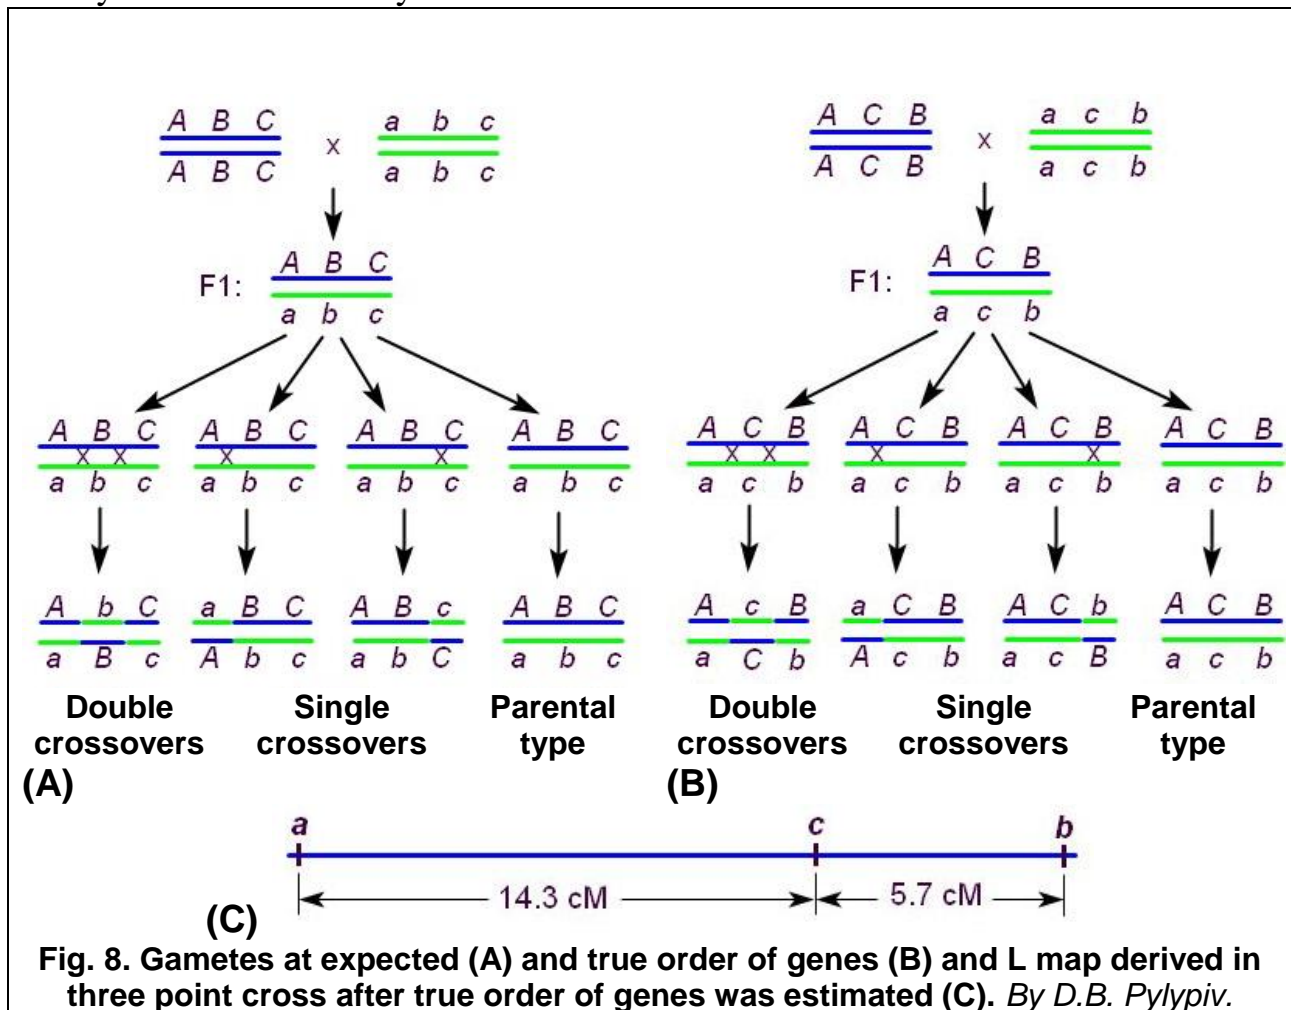 A B C
a b c
x
A B C
a b c
A B C
F1:
a b c
A B C
A B C
A B C
A B C
x x
x
x
a b c
a b c
a b c
a b c
A b C
a B C
A B c
A B C
a B c
A b c
a b C
a b c
Double crossovers
Single crossovers
Parental type
(A)
A C B
a c b
x
A C B
a c b
A C B
F1:
a c b
A C B
A C B
A C B
A C B
x x
x
x
a c b
a c b
a c b
a c b
A c B
a C B
A C b
A C B
a C b
A c b
a c B
a c b
Double crossovers
Single crossovers
Parental type
(B)
a c b
14.3 cM 5.7 cM
(C)
Fig. 8. Gametes at expected (A) and true order of genes (B) and L map derived in
three point cross after true order of genes was estimated (C). By D.B. Pylypiv.